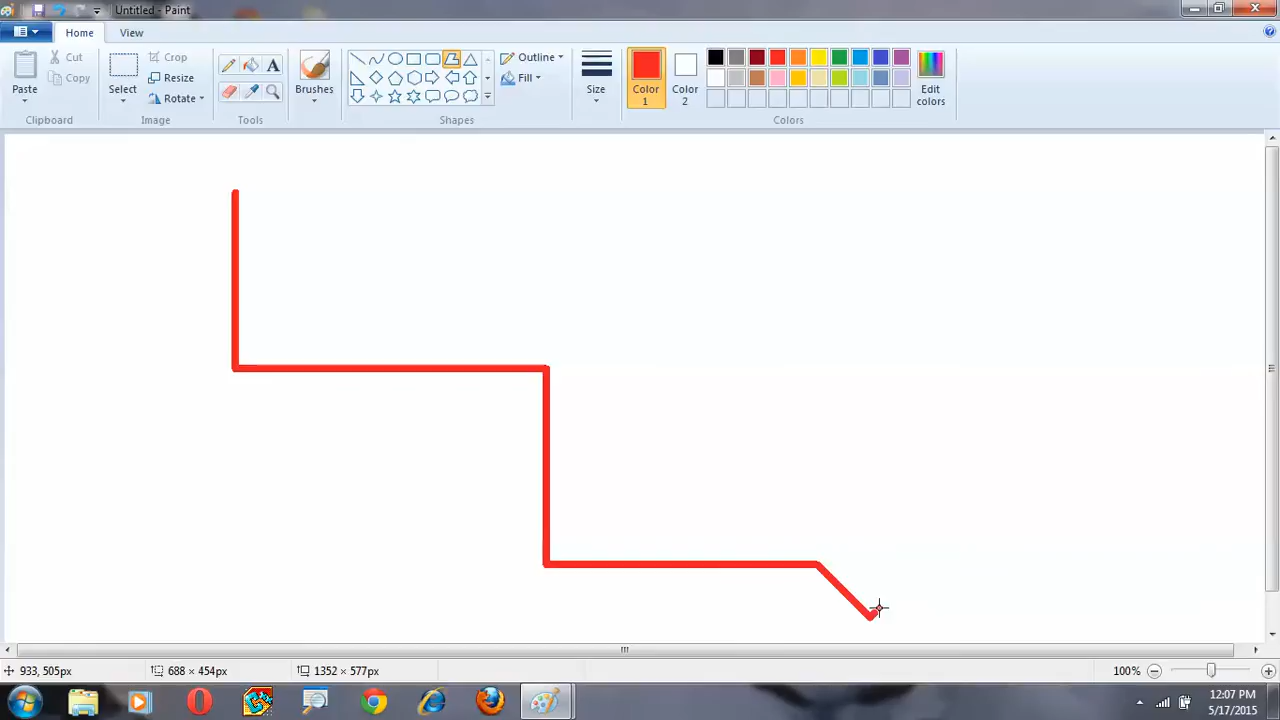 Untitled - Paint
Home
View
Paste
Cut
Copy
Clipboard
Select
Crop
Resize
Rotate
Image
A
Tools
Brushes
Outline
Fill
Shapes
Size
Color
1
Color
2
Edit
colors
Colors
933, 505px
688 × 454px
1352 × 577px
100%
12:07 PM
5/17/2015